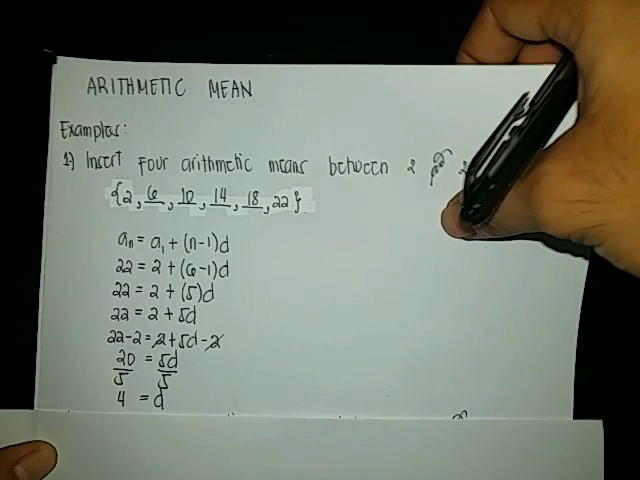 ARITHMETIC MEAN
Examples:
1) Insert four arithmetic means between 2 and
{2, 6, 10, 14, 18, 22}.
aₙ = a₁ + (n-1)d
22 = 2 + (6-1)d
22 = 2 + (5)d
22 = 2 + 5d
22-2 = 2+5d-2
20 = 5d
5 5
4 = d